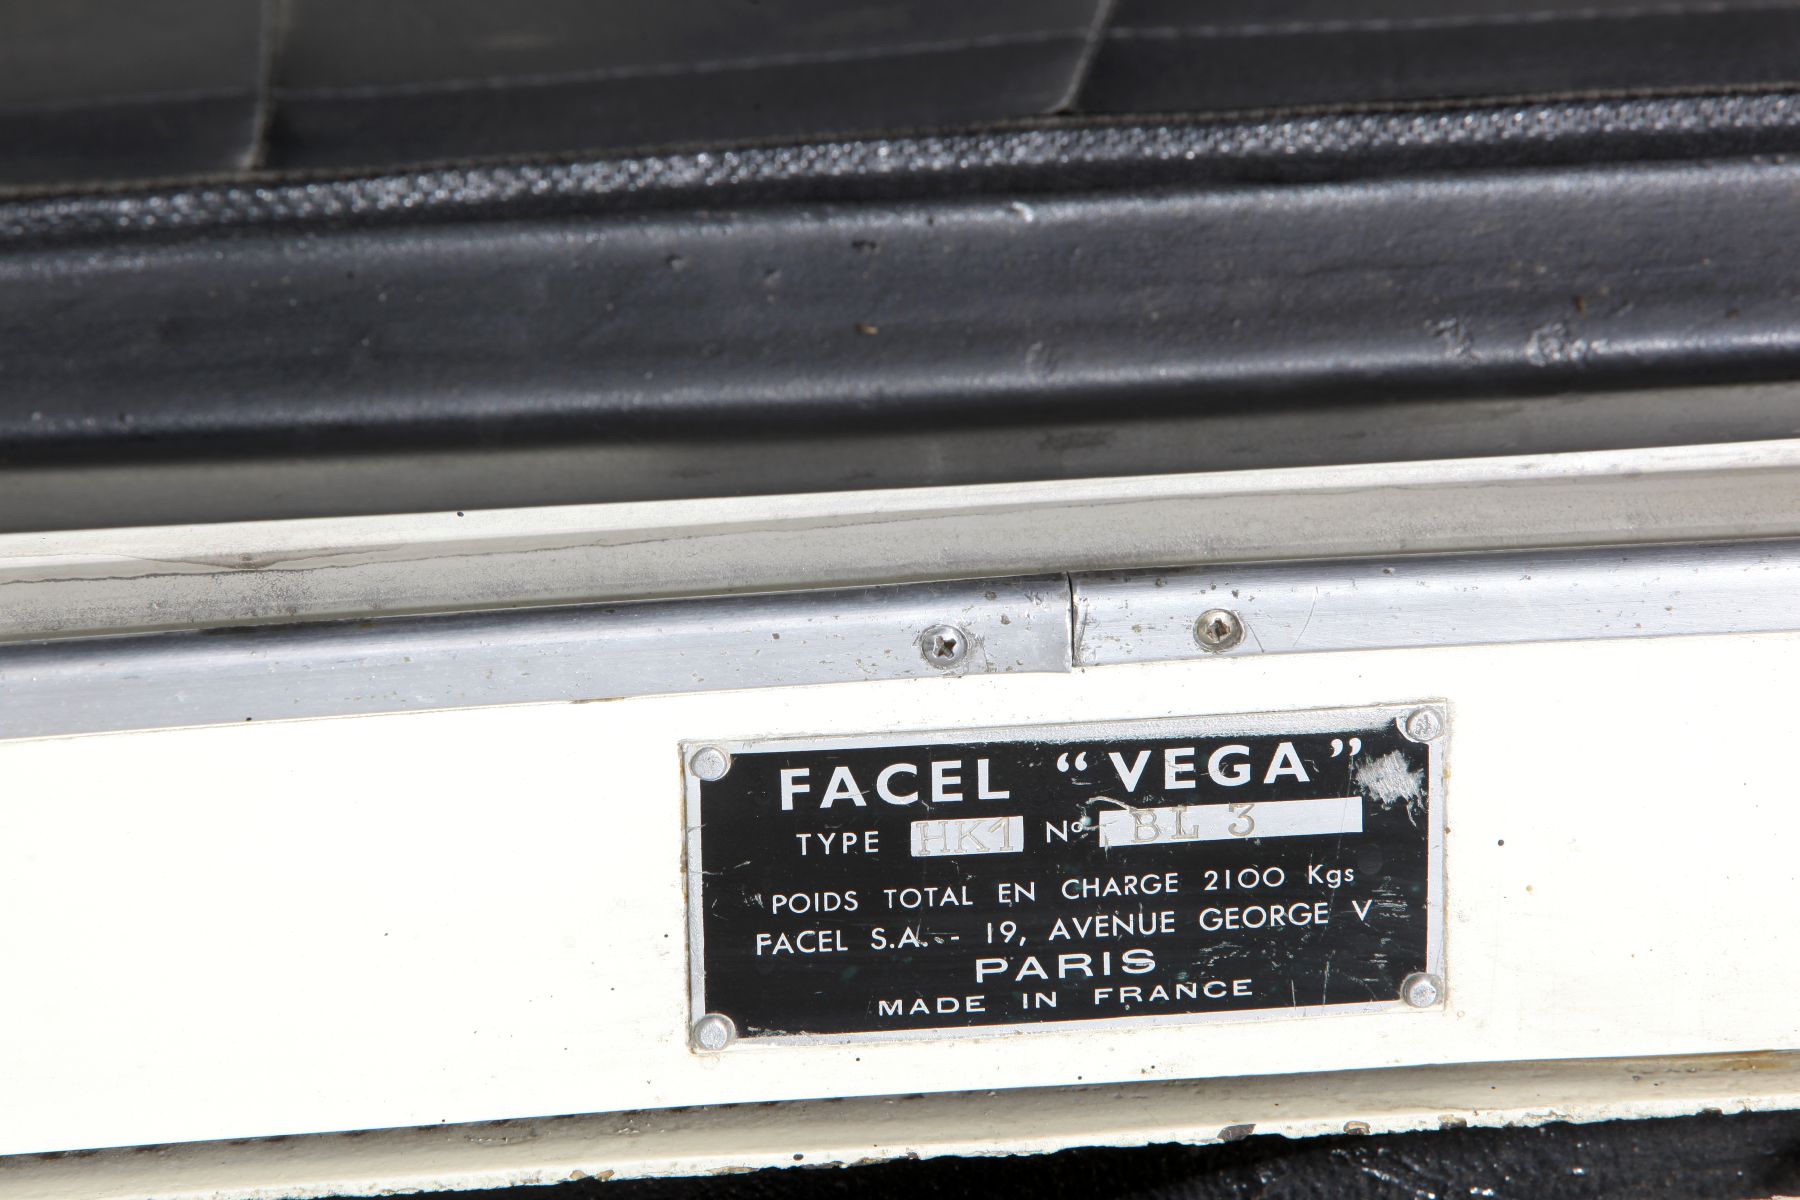 FACEL “VEGA”
TYPE HK1 Nº BL 3
POIDS TOTAL EN CHARGE 2100 Kgs
FACEL S.A. - 19, AVENUE GEORGE V
PARIS
MADE IN FRANCE